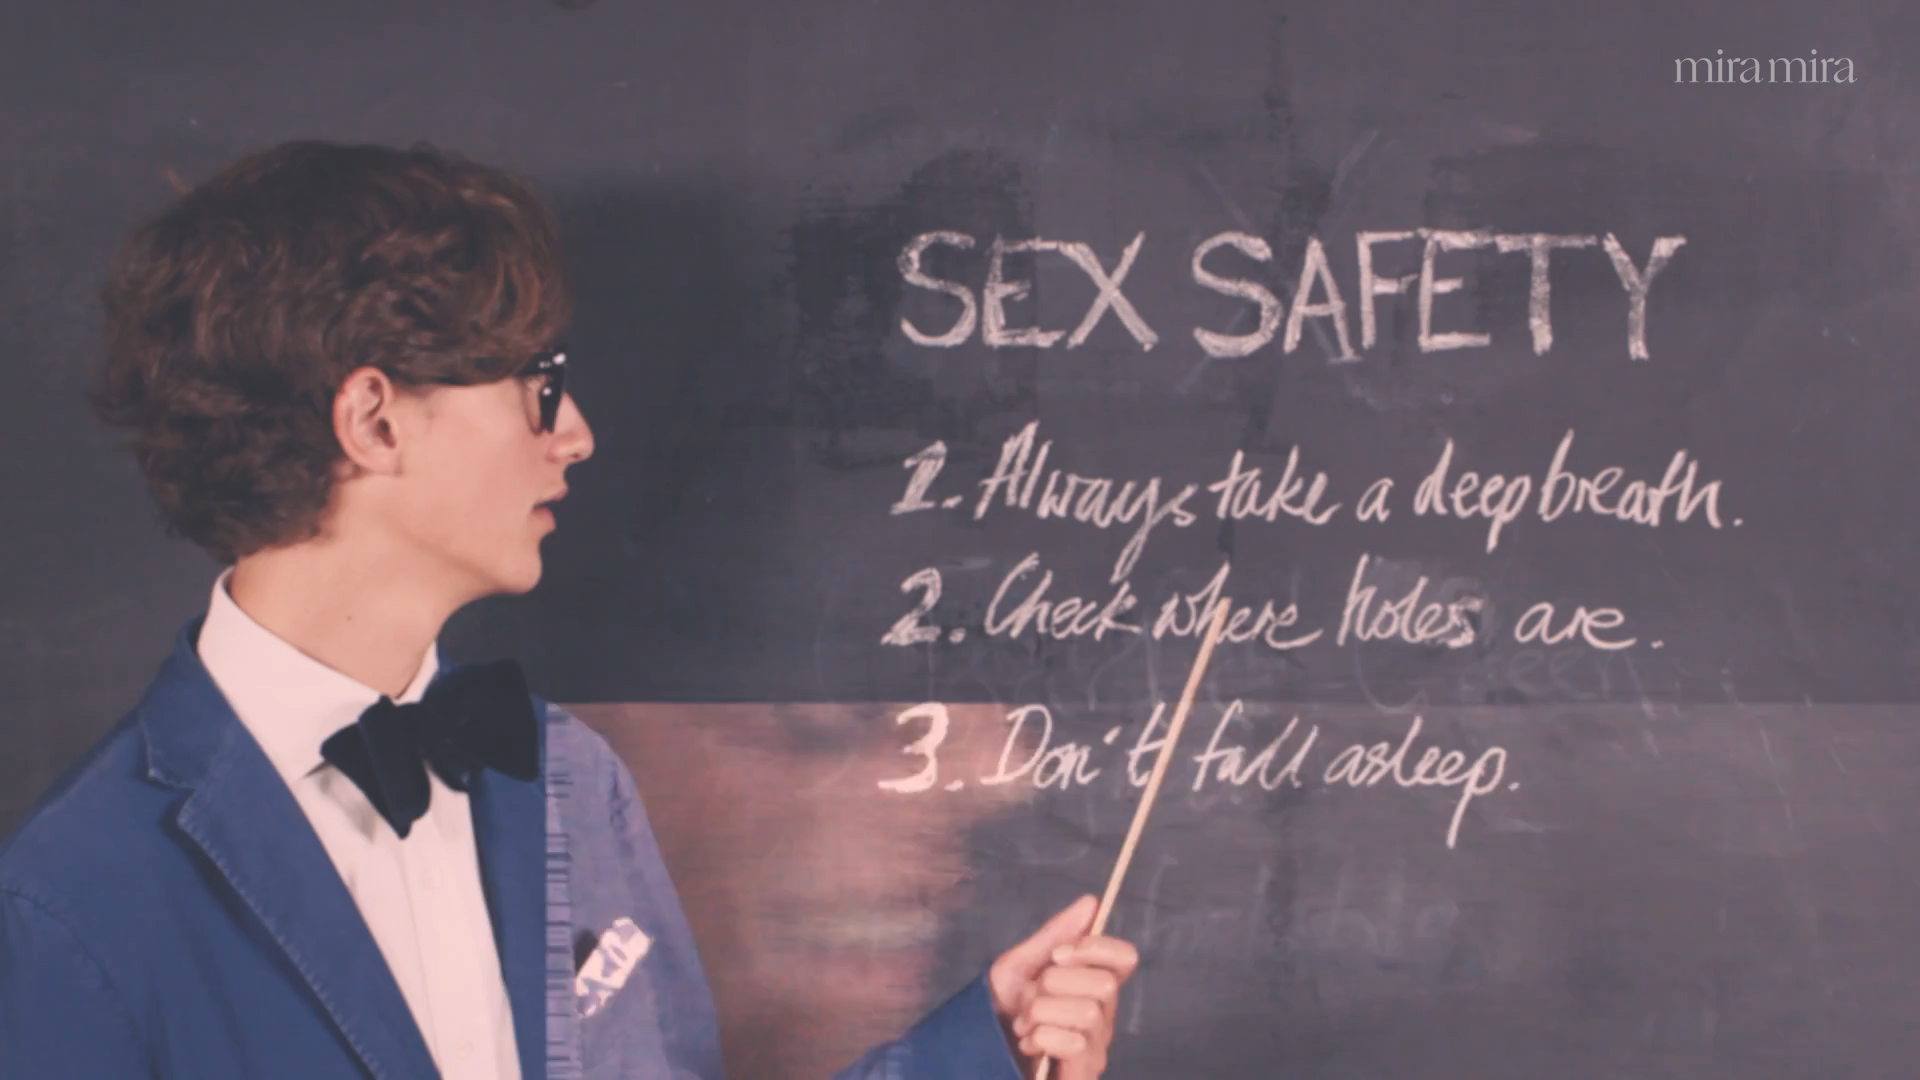 mira mira
SEX SAFETY
1. Always take a deep breath.
2. Check where holes are.
3. Don't fall asleep.